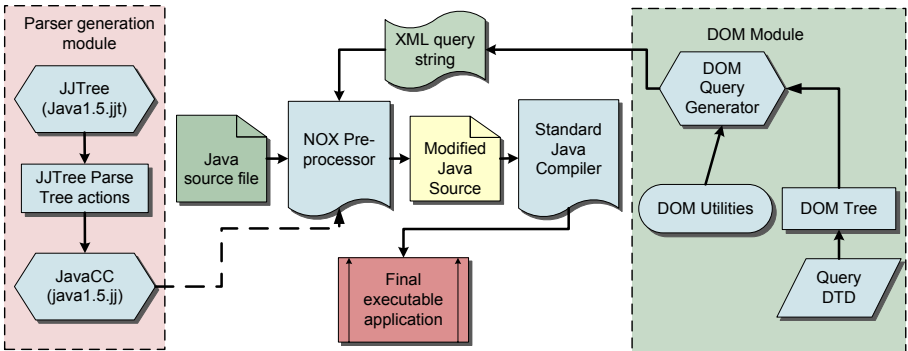 Parser generation
module
JJTree
(Java1.5.jjt)
JJTree Parse
Tree actions
JavaCC
(java1.5.jj)
XML query
string
Java
source file
NOX Pre-
processor
Modified
Java
Source
Standard
Java
Compiler
Final
executable
application
DOM Module
DOM
Query
Generator
DOM Utilities
DOM Tree
Query
DTD